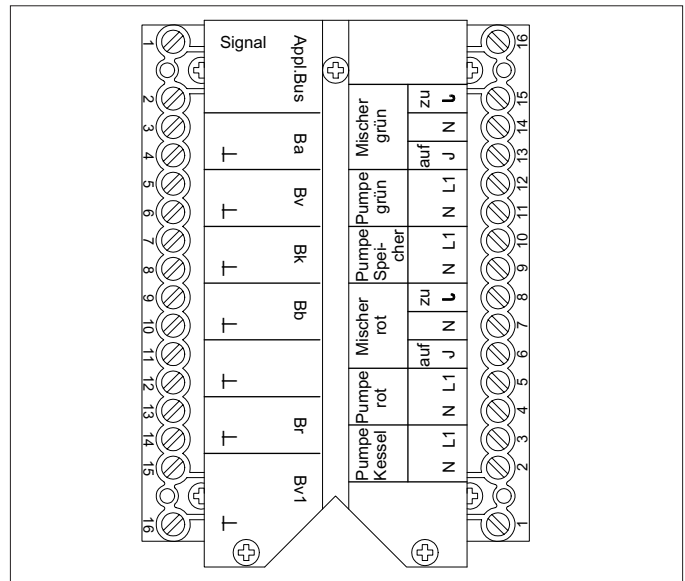 1
2
3
4
5
6
7
8
9
10
11
12
13
14
15
16
Signal
Appl.Bus
Ba
Bv
Bk
Bb
Br
Bv1
Mischer
grün
zu
N
auf
Pumpe
grün
N L1
Pumpe
Spei-
cher
N L1
Mischer
rot
zu
N
auf
Pumpe
rot
N L1
Pumpe
Kessel
N L1
16
15
14
13
12
11
10
9
8
7
6
5
4
3
2
1